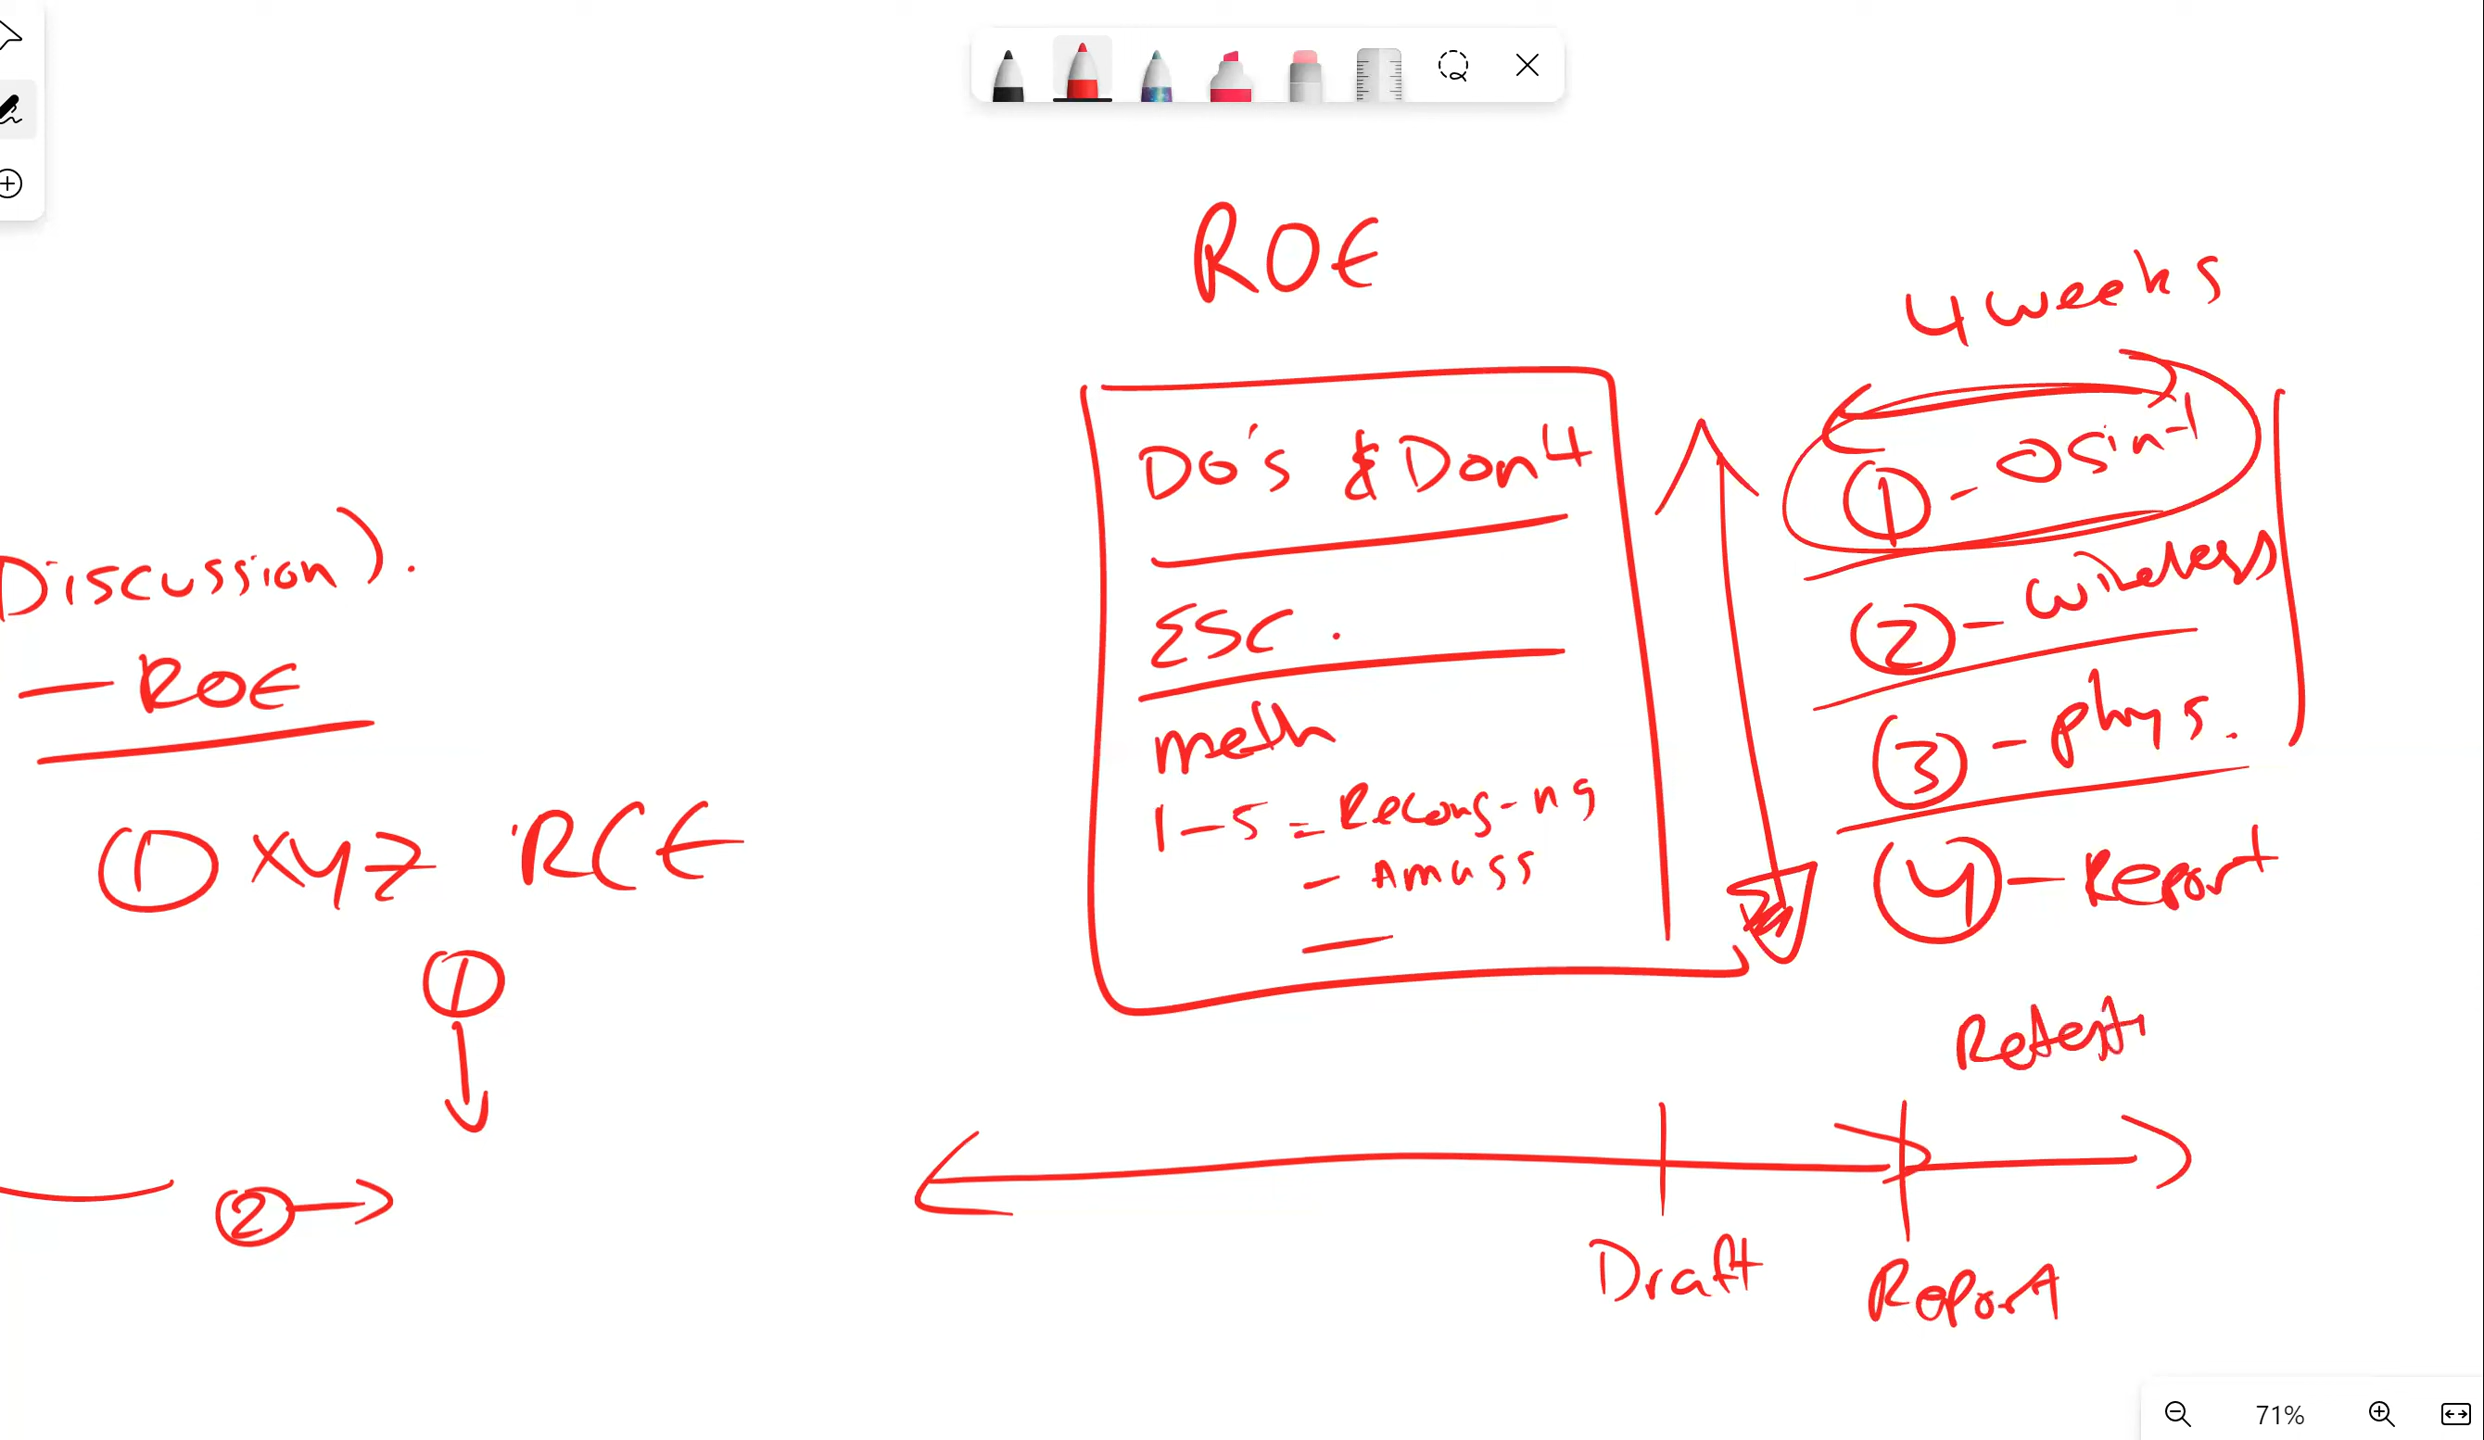 Discussion).
— ROE
① xyz RCE
①
②
ROE
DO's & Don't
ESC.
meth
1-5 = Recong-ng
- Amass
4 weeks
① - Osint
② - wireless
③ - phys.
④ - Report
Retest
Draft
Report
71%